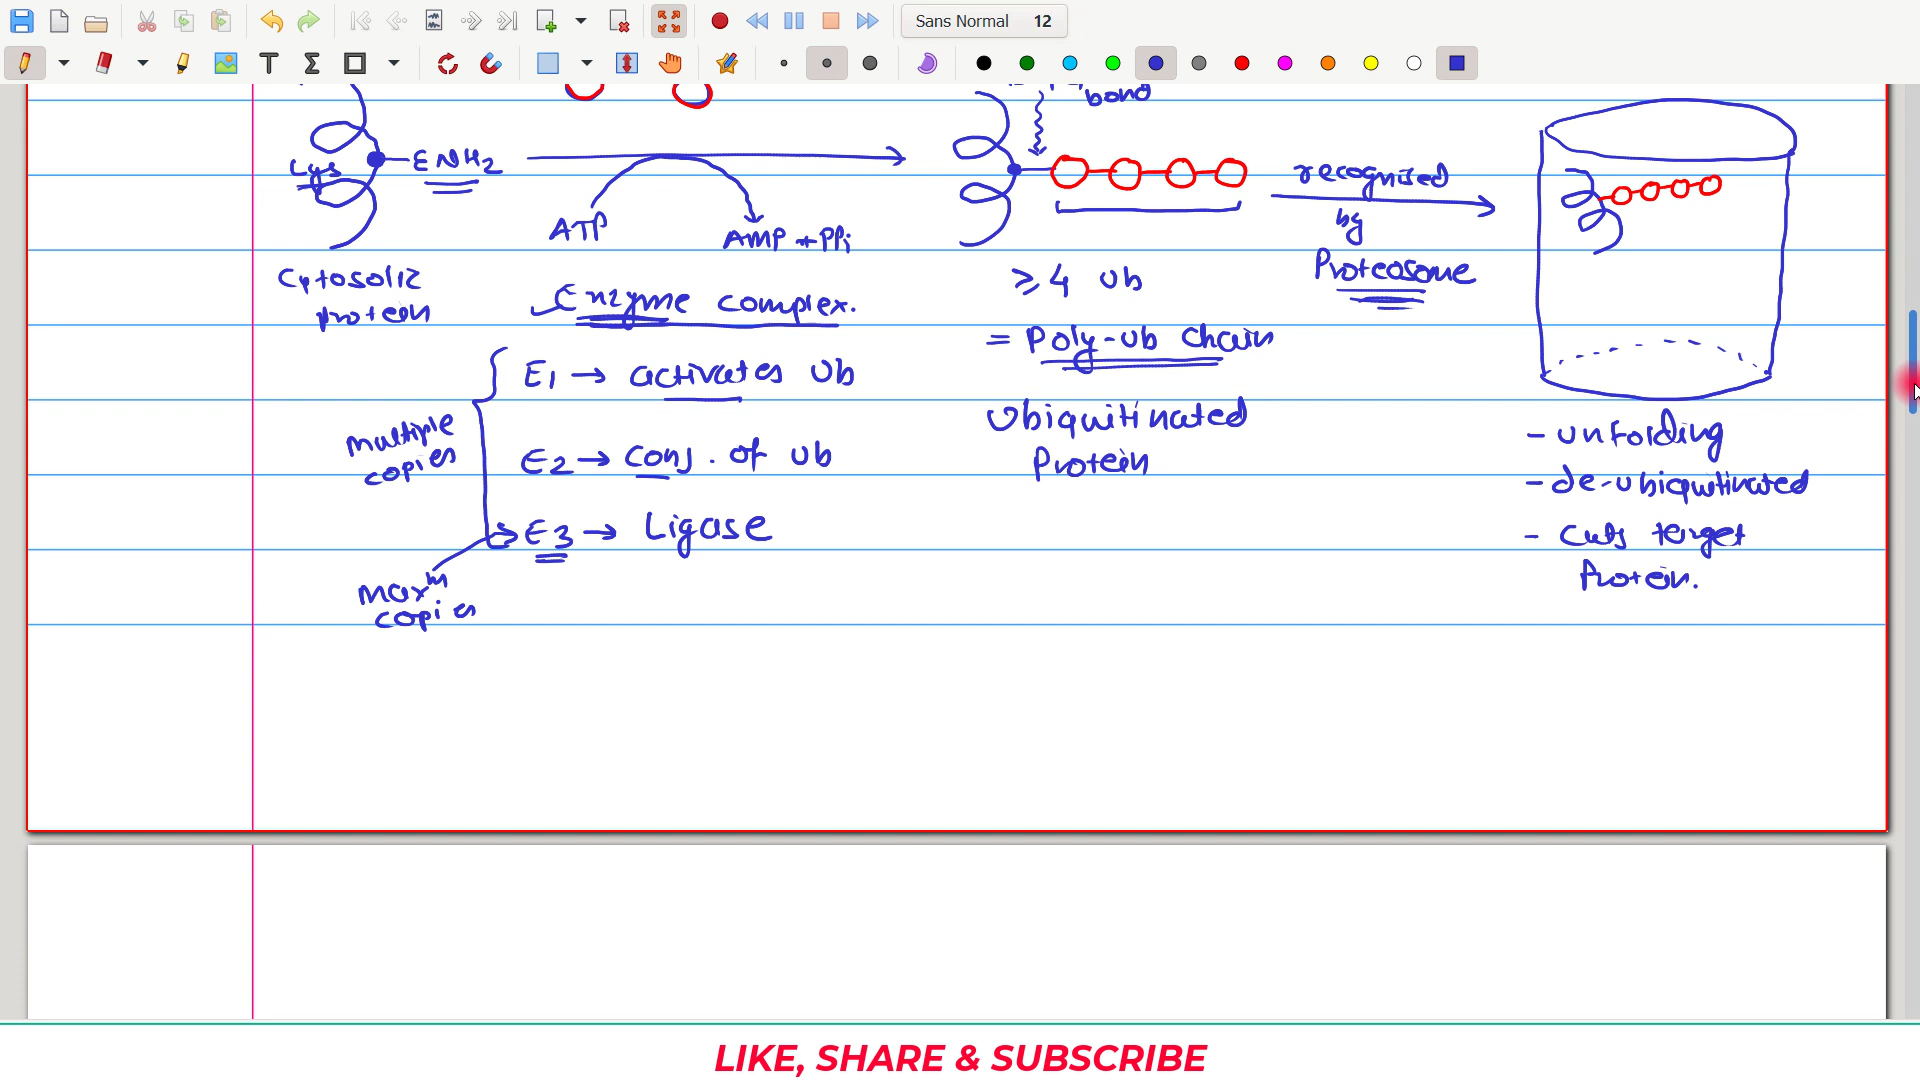 Sans Normal 12
bond
Lys
ENH2
ATP
AMP + PPi
recognised
by
Proteosome
Cytosolic
protein
Enzyme complex.
≥ 4 ub
= Poly-ub chain
E1 → activates Ub
multiple
copies
E2 → conj. of ub
Ubiquitinated
Protein
E3 → Ligase
maxm
copies
- unfolding
- de-ubiquitinated
- cuts target
Protein.
LIKE, SHARE & SUBSCRIBE